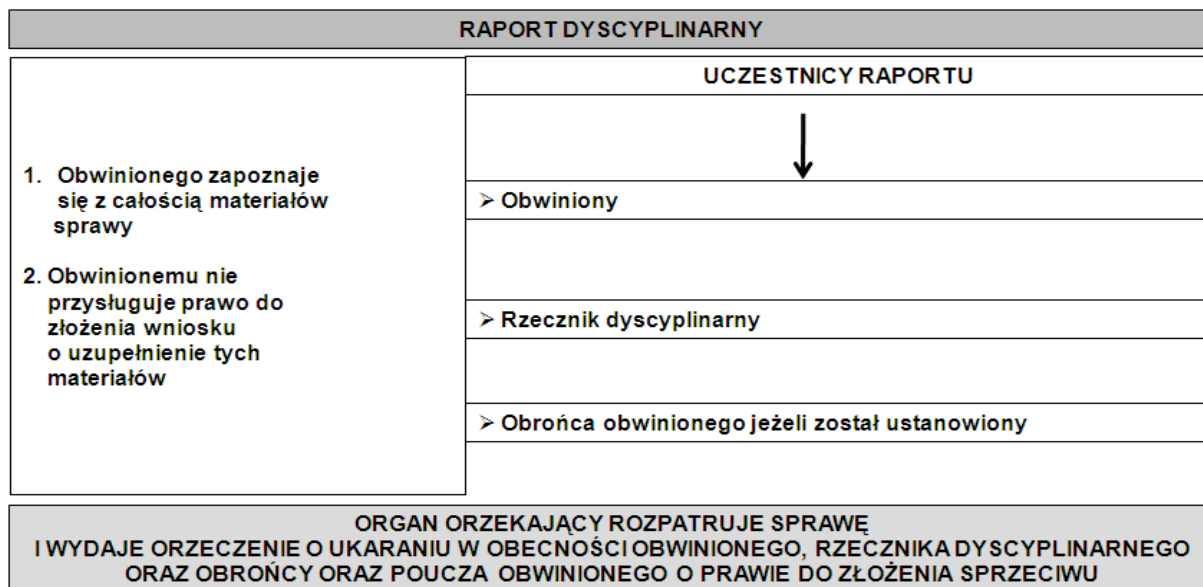 RAPORT DYSCYPLINARNY
1. Obwinionego zapoznaje
się z całością materiałów
sprawy
2. Obwinionemu nie
przysługuje prawo do
złożenia wniosku
o uzupełnienie tych
materiałów
UCZESTNICY RAPORTU
➢ Obwiniony
➢ Rzecznik dyscyplinarny
➢ Obrońca obwinionego jeżeli został ustanowiony
ORGAN ORZEKAJĄCY ROZPATRUJE SPRAWĘ
I WYDAJE ORZECZENIE O UKARANIU W OBECNOŚCI OBWINIONEGO, RZECZNIKA DYSCYPLINARNEGO
ORAZ OBROŃCY ORAZ POUCZA OBWINIONEGO O PRAWIE DO ZŁOŻENIA SPRZECIWU